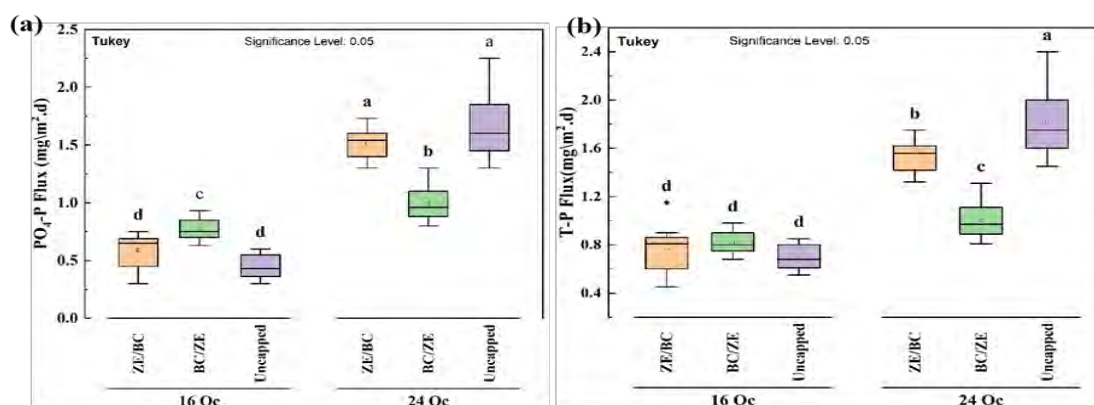 (a)
Tukey Significance Level: 0.05
PO₄-P Flux (mg\m².d)
2.5
2.0
1.5
1.0
0.5
0.0
d c d a b a
ZE/BC BC/ZE Uncapped ZE/BC BC/ZE Uncapped
16 Oc 24 Oc
(b)
Tukey Significance Level: 0.05
T-P Flux(mg\m².d)
2.4
2.0
1.6
1.2
0.8
0.4
d d d b c a
ZE/BC BC/ZE Uncapped ZE/BC BC/ZE Uncapped
16 Oc 24 Oc